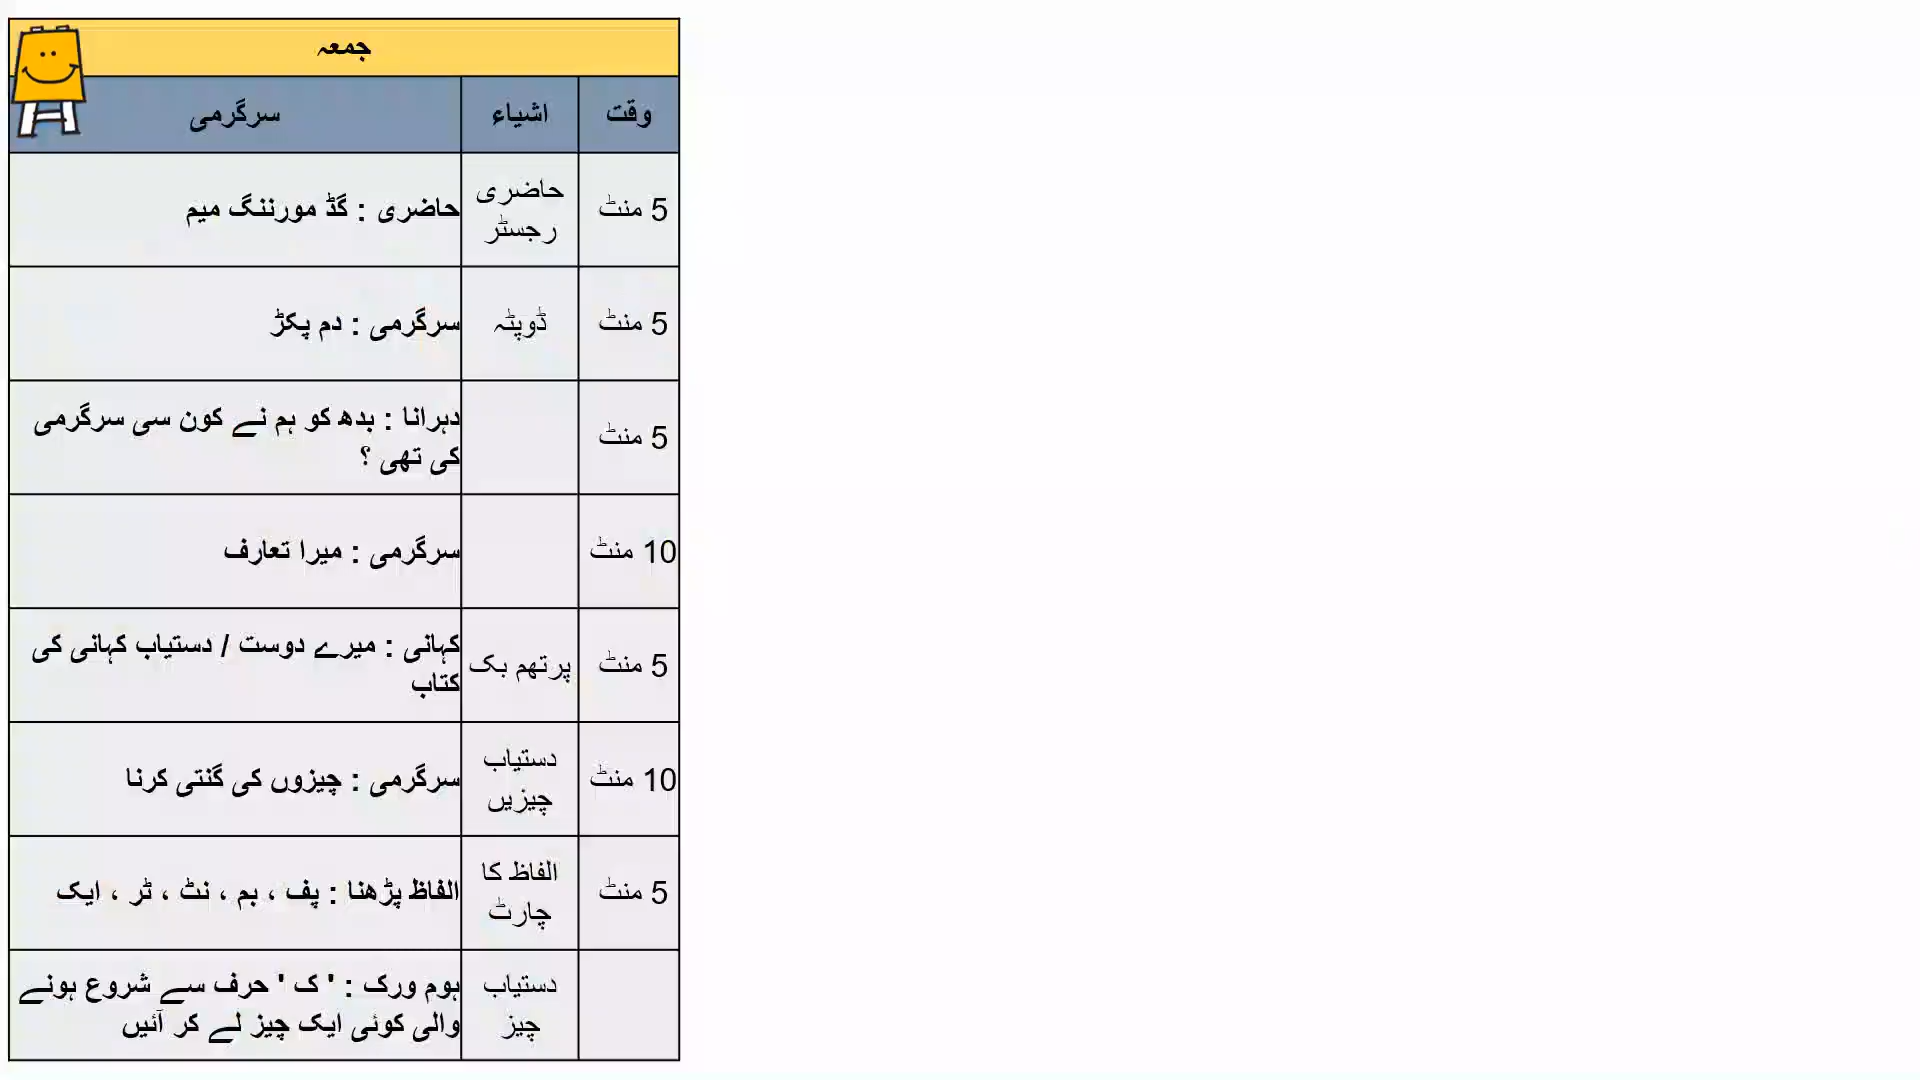 جمعہ
وقت اشیاء سرگرمی
5 منٹ حاضری رجسٹر حاضری : گڈ مورننگ میم
5 منٹ ڈوپٹہ سرگرمی : دم پکڑ
5 منٹ دہرانا : بدھ کو ہم نے کون سی سرگرمی
کی تھی ؟
10 منٹ سرگرمی : میرا تعارف
5 منٹ پرتھم بک کہانی : میرے دوست / دستیاب کہانی کی
کتاب
10 منٹ دستیاب چیزیں سرگرمی : چیزوں کی گنتی کرنا
5 منٹ الفاظ کا چارٹ الفاظ پڑھنا : پف ، بم ، نٹ ، ٹر ، ایک
دستیاب چیز ہوم ورک : ' ک ' حرف سے شروع ہونے
والی کوئی ایک چیز لے کر آئیں